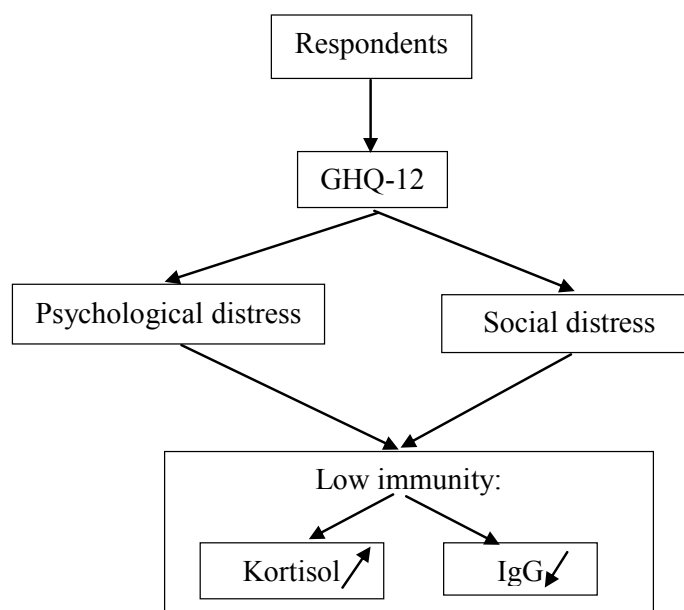 Respondents
GHQ-12
Psychological distress
Social distress
Low immunity:
Kortisol
IgG